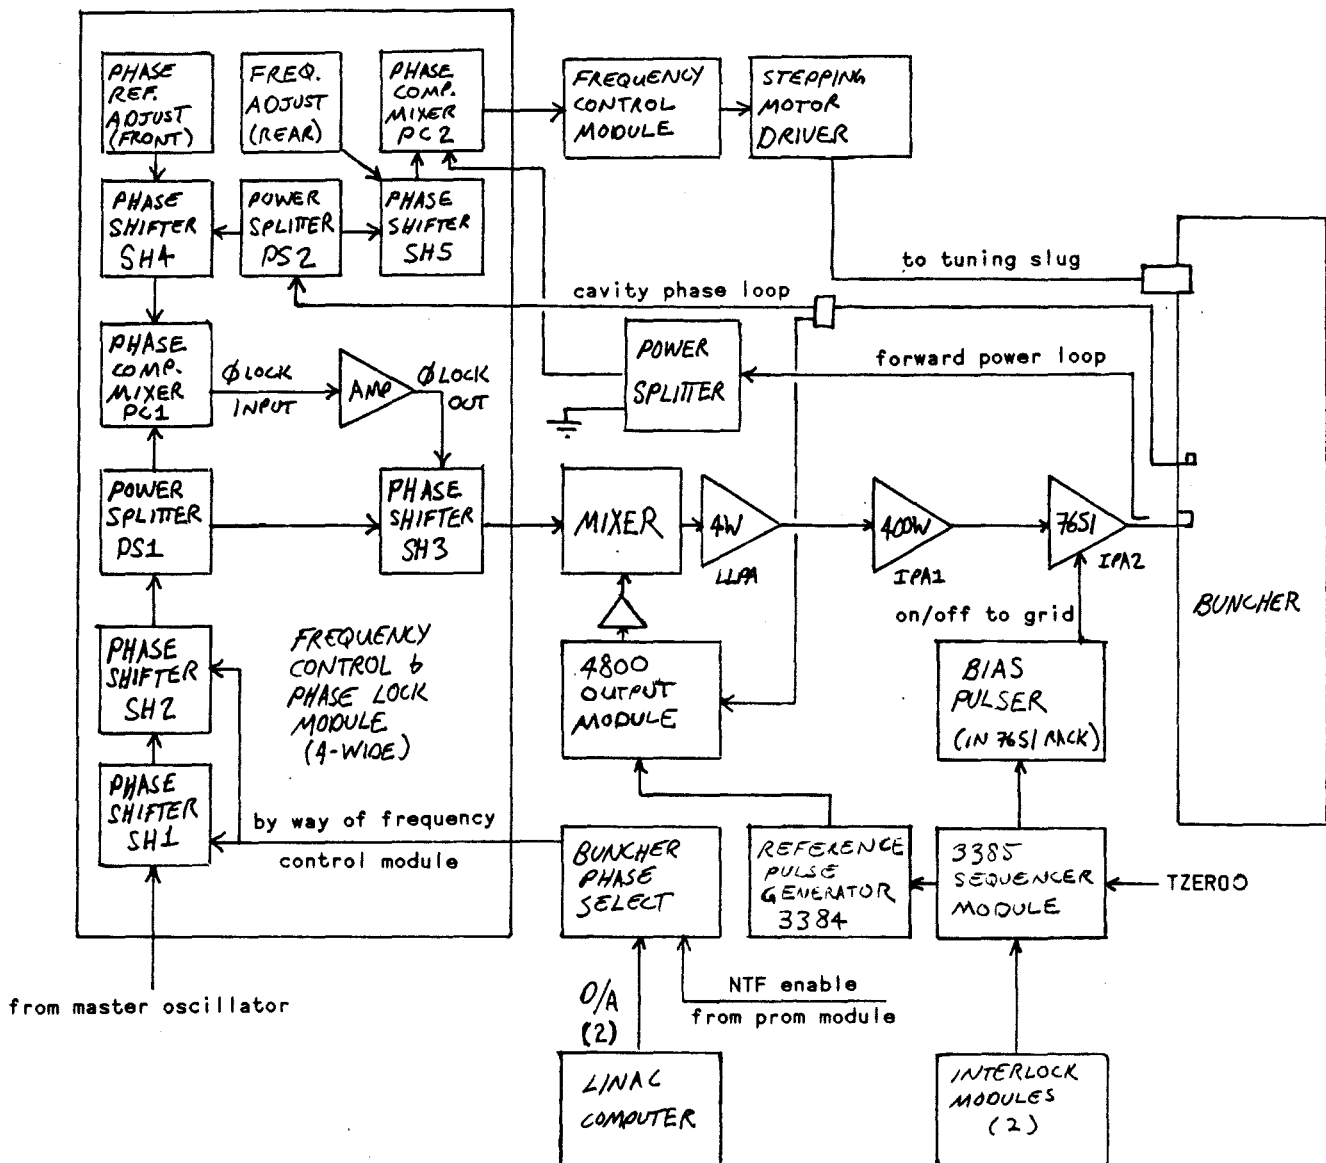 PHASE
REF.
ADJUST
(FRONT)
FREQ.
ADJUST
(REAR)
PHASE
COMP.
MIXER
PC2
FREQUENCY
CONTROL
MODULE
STEPPING
MOTOR
DRIVER
PHASE
SHIFTER
SH4
POWER
SPLITTER
PS2
PHASE
SHIFTER
SH5
to tuning slug
cavity phase loop
PHASE
COMP.
MIXER
PC1
ØLOCK
INPUT
AMP
ØLOCK
OUT
POWER
SPLITTER
forward power loop
POWER
SPLITTER
PS1
PHASE
SHIFTER
SH3
MIXER
4W
LLPA
400W
IPA1
7651
IPA2
BUNCHER
on/off to grid
PHASE
SHIFTER
SH2
FREQUENCY
CONTROL &
PHASE LOCK
MODULE
(4-WIDE)
4800
OUTPUT
MODULE
BIAS
PULSER
(IN 7651 RACK)
PHASE
SHIFTER
SH1
by way of frequency
control module
BUNCHER
PHASE
SELECT
REFERENCE
PULSE
GENERATOR
3384
3385
SEQUENCER
MODULE
TZERO0
from master oscillator
D/A
(2)
NTF enable
from prom module
LINAC
COMPUTER
INTERLOCK
MODULES
(2)